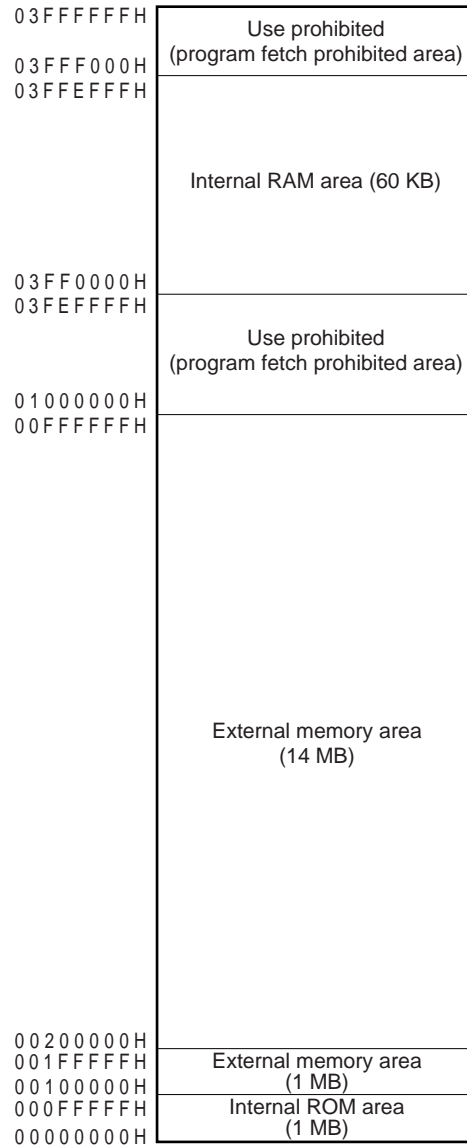 03FFFFFFH
Use prohibited
(program fetch prohibited area)
03FFF000H
03FFEFFFH
Internal RAM area (60 KB)
03FF0000H
03FEFFFFH
Use prohibited
(program fetch prohibited area)
01000000H
00FFFFFFH
External memory area
(14 MB)
00200000H
001FFFFFH
External memory area
(1 MB)
00100000H
000FFFFFH
Internal ROM area
(1 MB)
00000000H